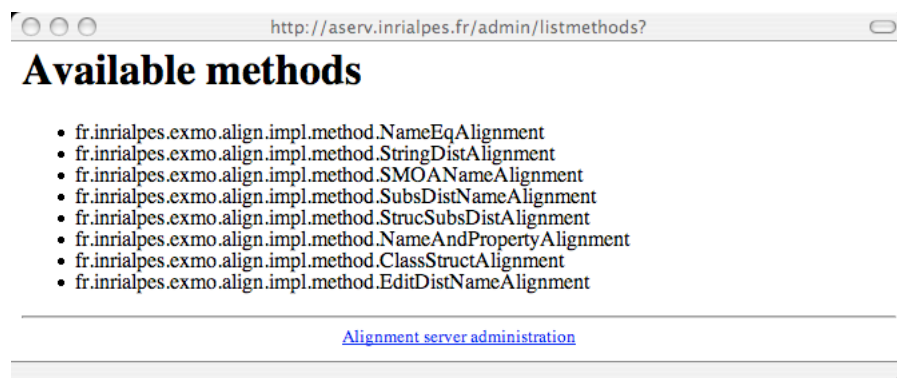 http://aserv.inrialpes.fr/admin/listmethods?
Available methods
• fr.inrialpes.exmo.align.impl.method.NameEqAlignment
• fr.inrialpes.exmo.align.impl.method.StringDistAlignment
• fr.inrialpes.exmo.align.impl.method.SMOANameAlignment
• fr.inrialpes.exmo.align.impl.method.SubsDistNameAlignment
• fr.inrialpes.exmo.align.impl.method.StrucSubsDistAlignment
• fr.inrialpes.exmo.align.impl.method.NameAndPropertyAlignment
• fr.inrialpes.exmo.align.impl.method.ClassStructAlignment
• fr.inrialpes.exmo.align.impl.method.EditDistNameAlignment
Alignment server administration